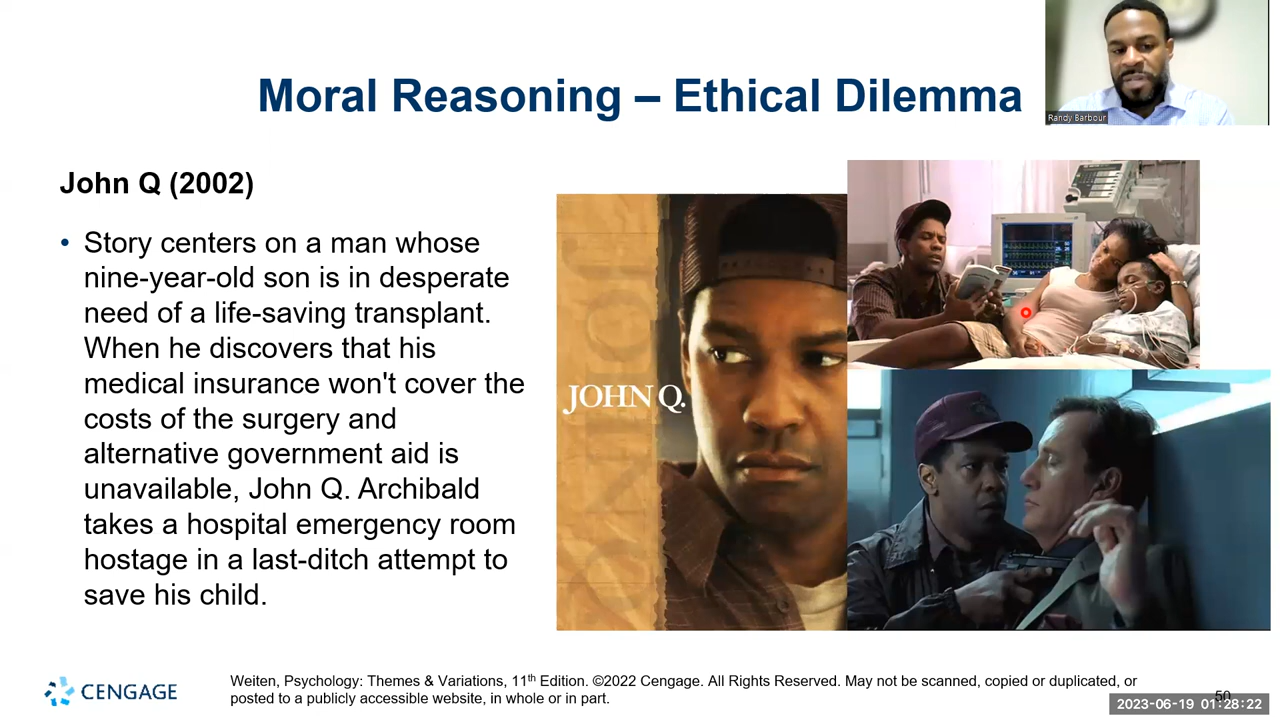 Moral Reasoning – Ethical Dilemma
Randy Barbour
John Q (2002)
• Story centers on a man whose
nine-year-old son is in desperate
need of a life-saving transplant.
When he discovers that his
medical insurance won't cover the
costs of the surgery and
alternative government aid is
unavailable, John Q. Archibald
takes a hospital emergency room
hostage in a last-ditch attempt to
save his child.
JOHN Q.
CENGAGE
Weiten, Psychology: Themes & Variations, 11th Edition. ©2022 Cengage. All Rights Reserved. May not be scanned, copied or duplicated, or
posted to a publicly accessible website, in whole or in part.
50
2023-06-19 01:28:22